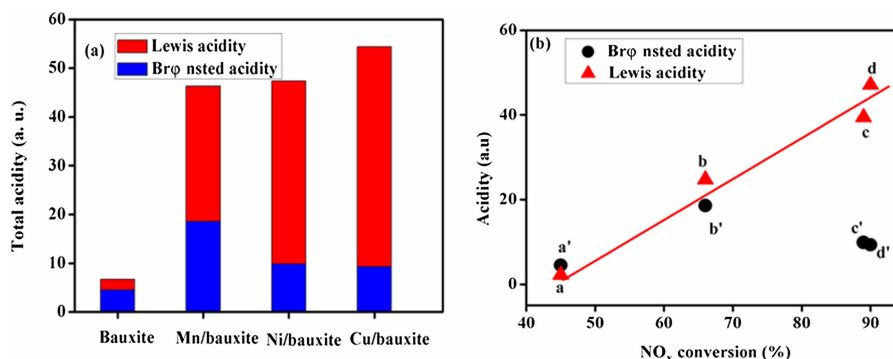 (a)
Lewis acidity
Brφ nsted acidity
Total acidity (a. u.)
60
50
40
30
20
10
0
Bauxite Mn/bauxite Ni/bauxite Cu/bauxite
(b)
Brφ nsted acidity
Lewis acidity
Acidity (a.u)
60
40
20
0
d
c
b
b'
a'
a
c'
d'
40 50 60 70 80 90
NOx conversion (%)